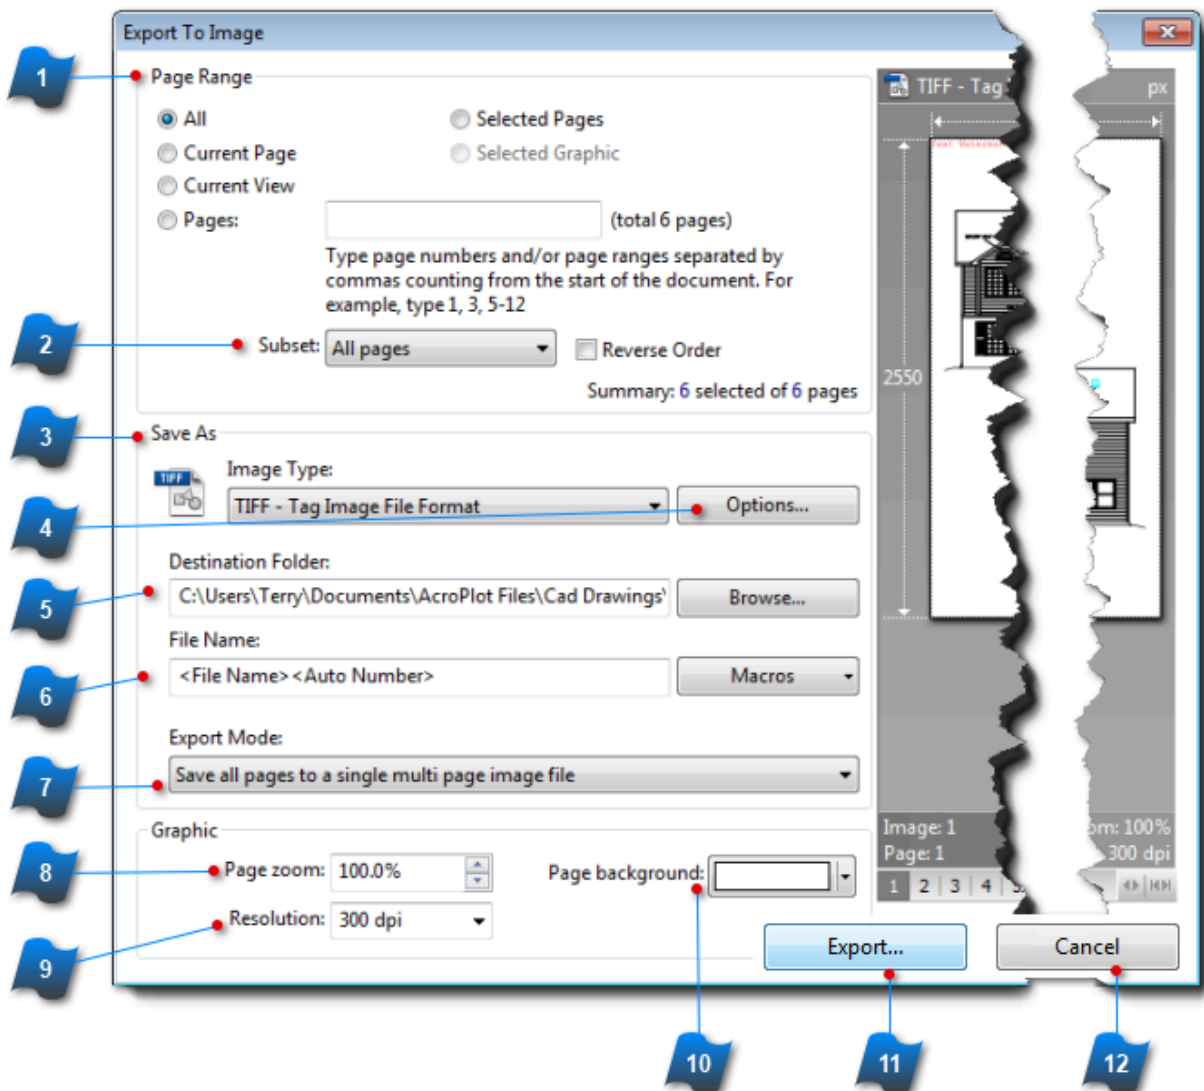 Export To Image
1
Page Range
All
Selected Pages
Current Page
Selected Graphic
Current View
Pages:
(total 6 pages)
Type page numbers and/or page ranges separated by
commas counting from the start of the document. For
example, type 1, 3, 5-12
2
Subset:
All pages
Reverse Order
Summary: 6 selected of 6 pages
3
Save As
TIFF
Image Type:
TIFF - Tag Image File Format
Options...
4
Destination Folder:
5
C:\Users\Terry\Documents\AcroPlot Files\Cad Drawings\
Browse...
File Name:
6
<File Name><Auto Number>
Macros
Export Mode:
7
Save all pages to a single multi page image file
Graphic
8
Page zoom:
100.0%
Page background:
Resolution:
300 dpi
9
TIFF - Tag
px
2550
Image: 1
100%
Page: 1
300 dpi
1 2 3 4
Export...
Cancel
10
11
12